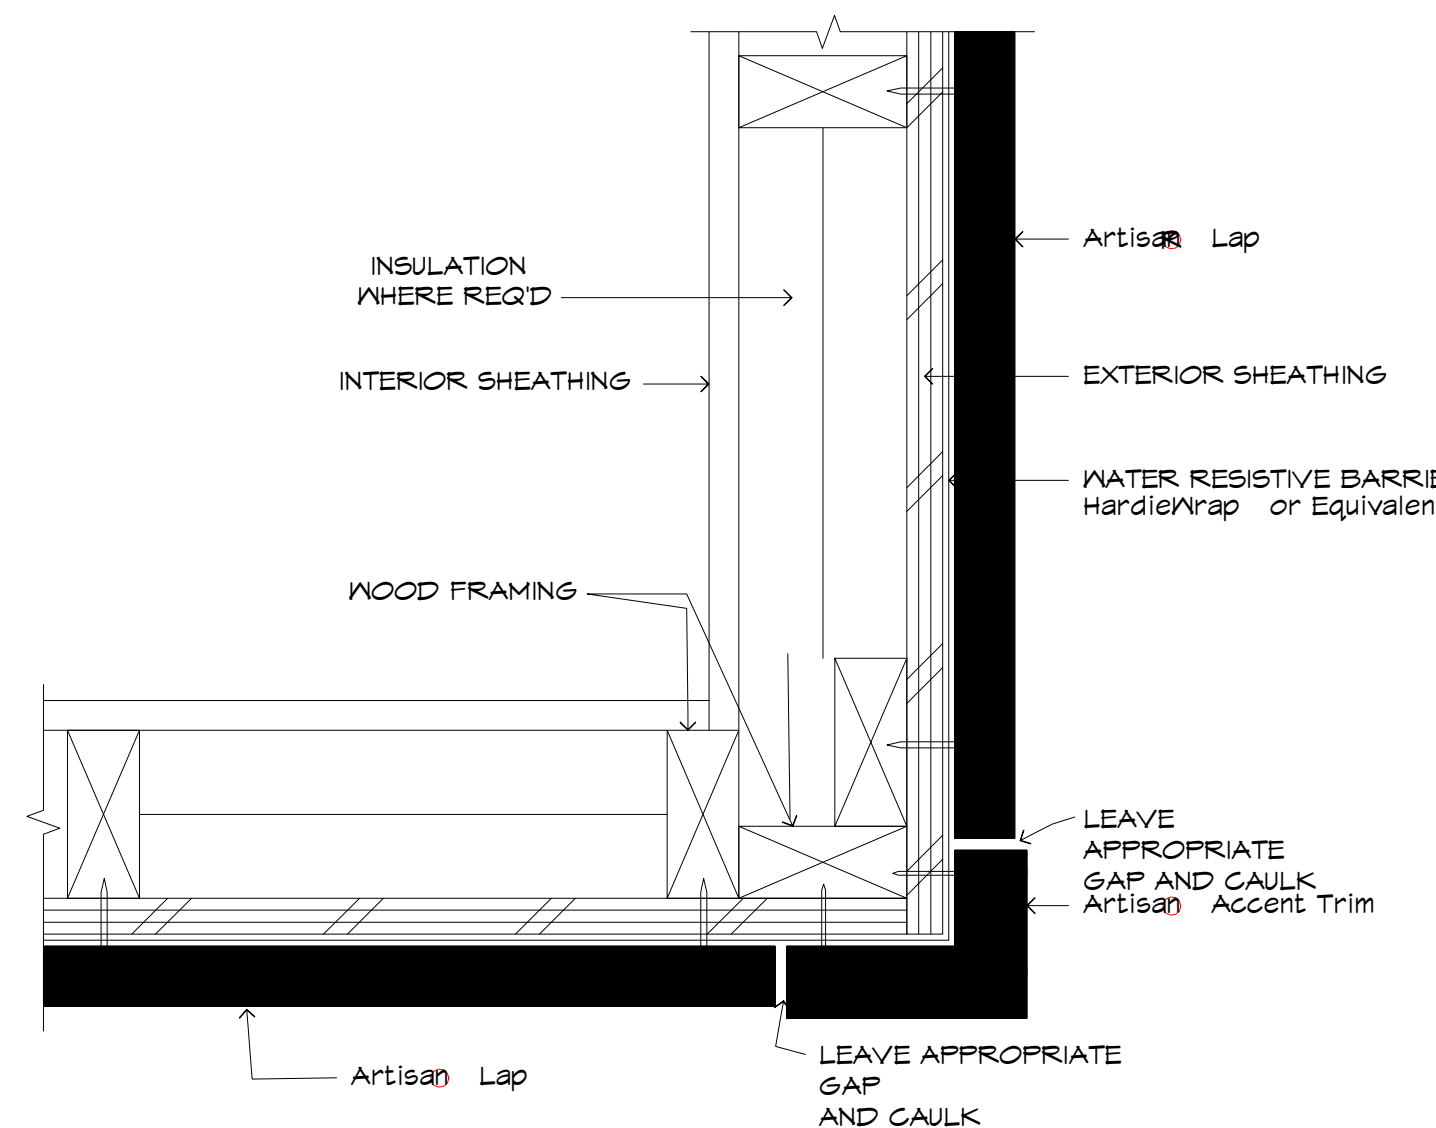 Artisan® Lap
INSULATION
WHERE REQ'D
INTERIOR SHEATHING
EXTERIOR SHEATHING
WATER RESISTIVE BARRIE
HardieWrap or Equivalen
WOOD FRAMING
LEAVE
APPROPRIATE
GAP AND CAULK
Artisan Accent Trim
LEAVE APPROPRIATE
GAP
AND CAULK
Artisan Lap